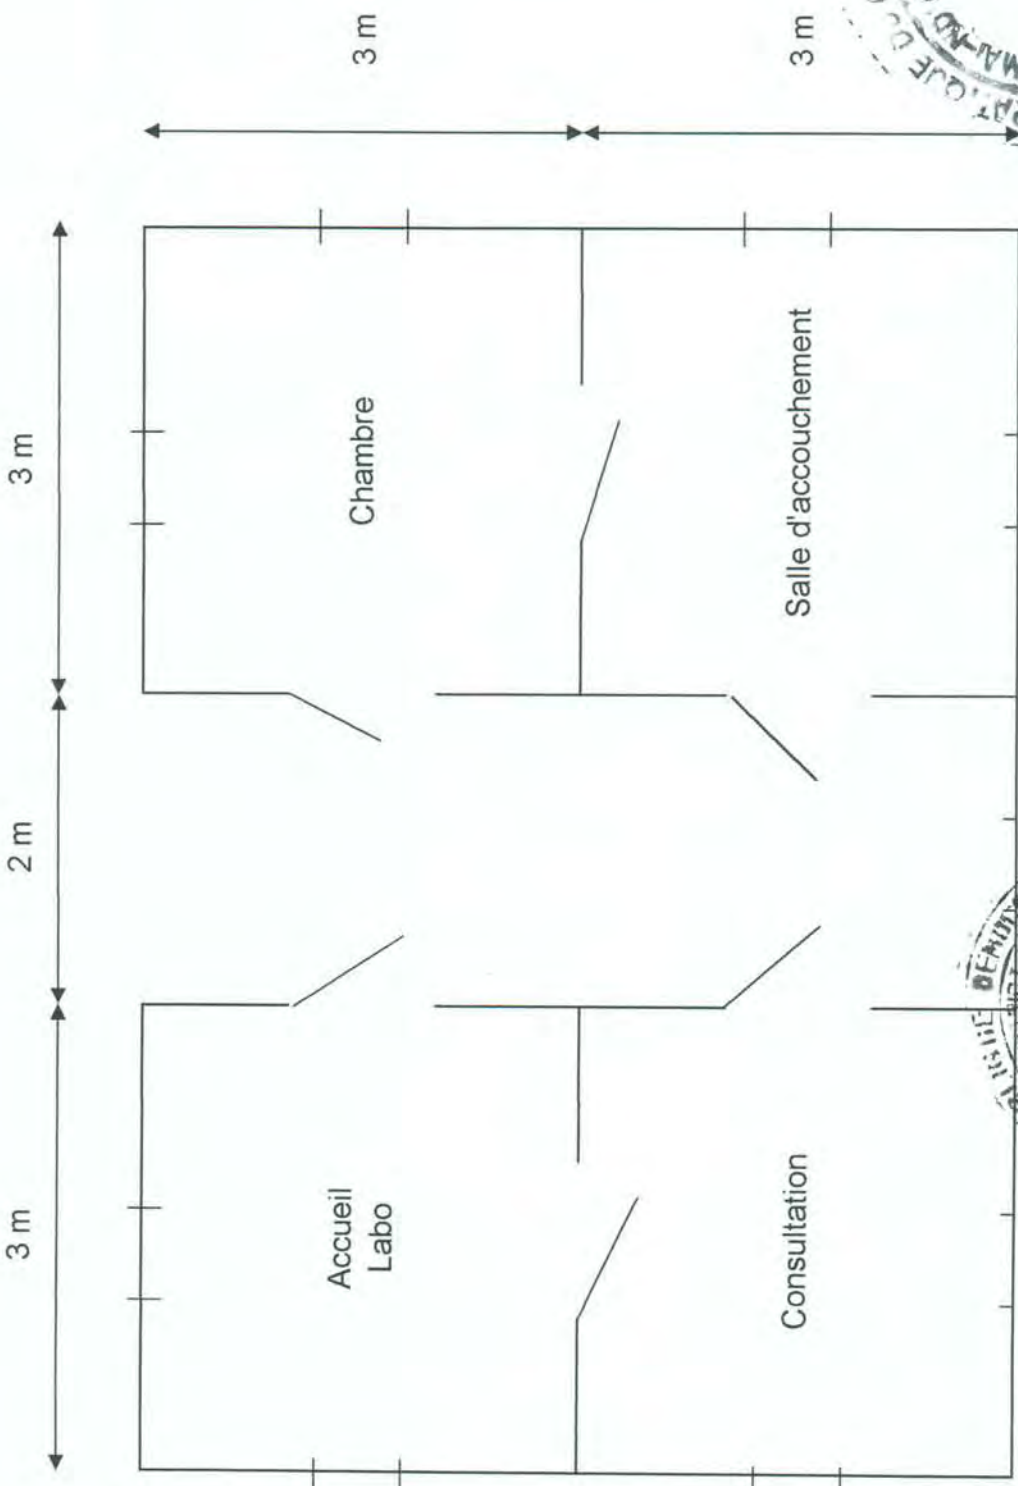 3 m
2 m
3 m
3 m
3 m
Accueil
Labo
Chambre
Consultation
Salle d'accouchement